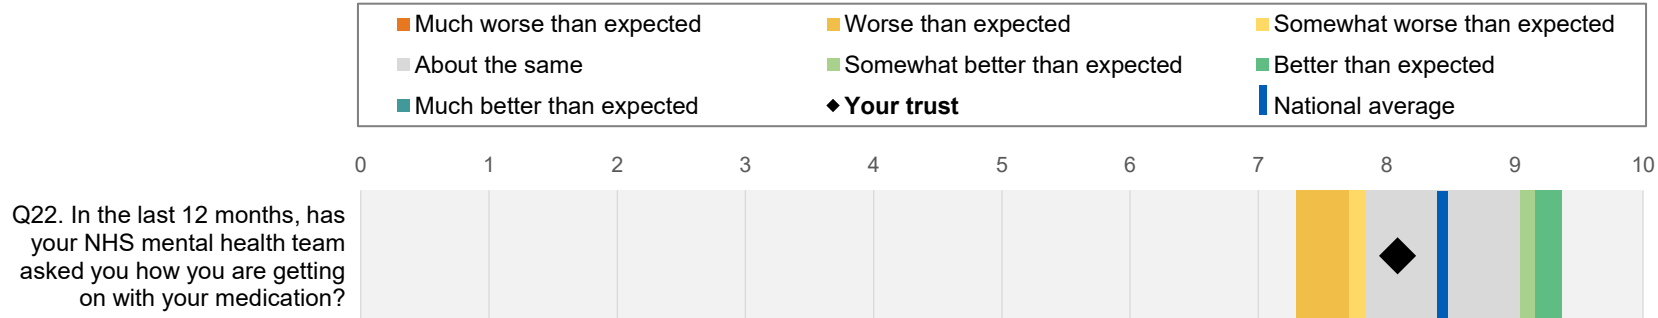 Much worse than expected
Worse than expected
Somewhat worse than expected
About the same
Somewhat better than expected
Better than expected
Much better than expected
Your trust
National average
0 1 2 3 4 5 6 7 8 9 10
Q22. In the last 12 months, has
your NHS mental health team
asked you how you are getting
on with your medication?